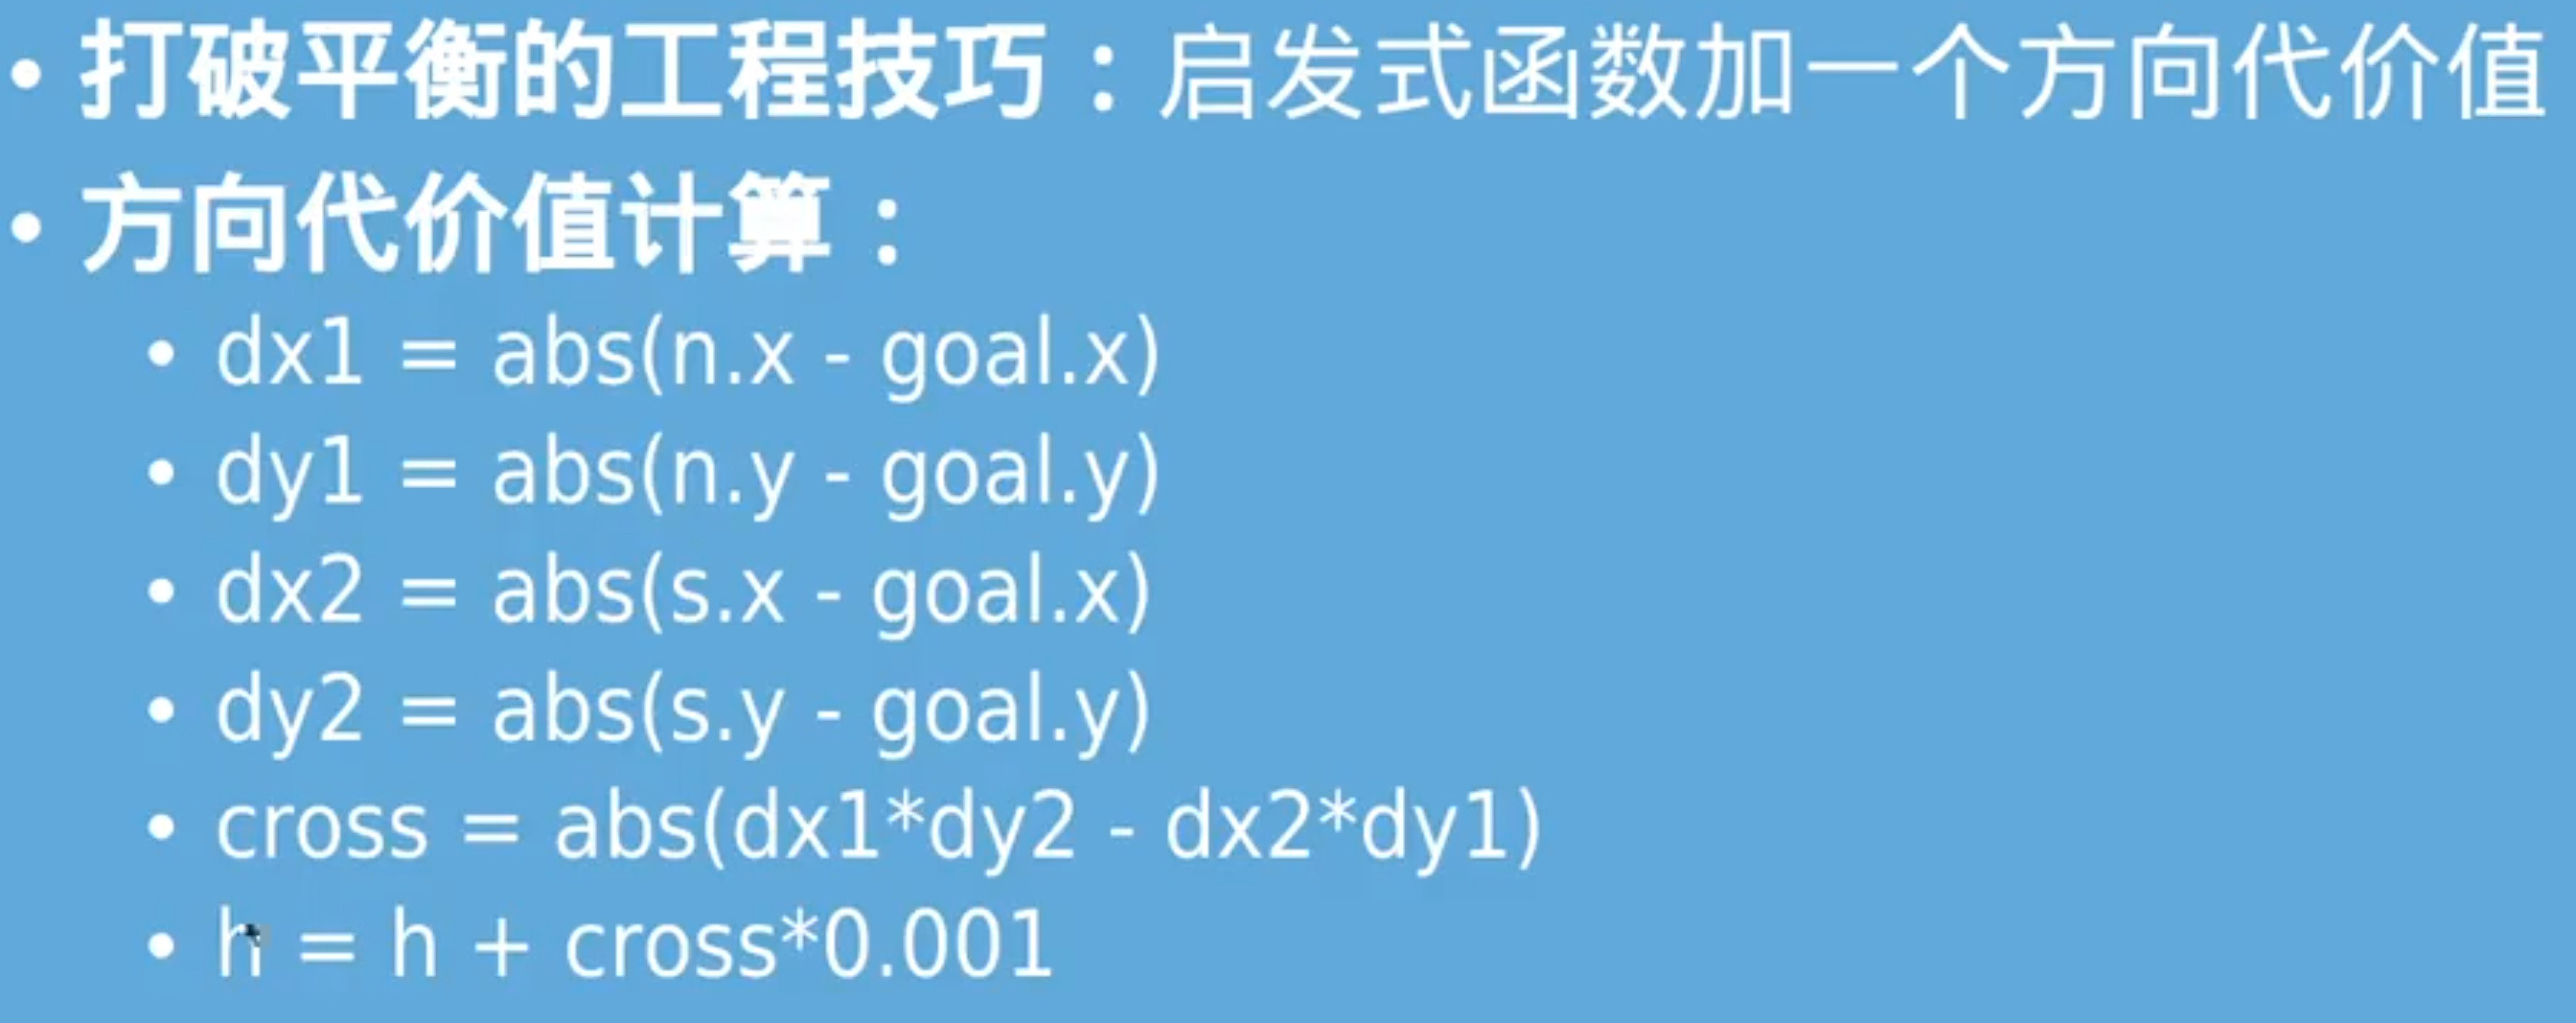 • 打破平衡的工程技巧：启发式函数加一个方向代价值
• 方向代价值计算：
• dx1 = abs(n.x - goal.x)
• dy1 = abs(n.y - goal.y)
• dx2 = abs(s.x - goal.x)
• dy2 = abs(s.y - goal.y)
• cross = abs(dx1*dy2 - dx2*dy1)
• h = h + cross*0.001